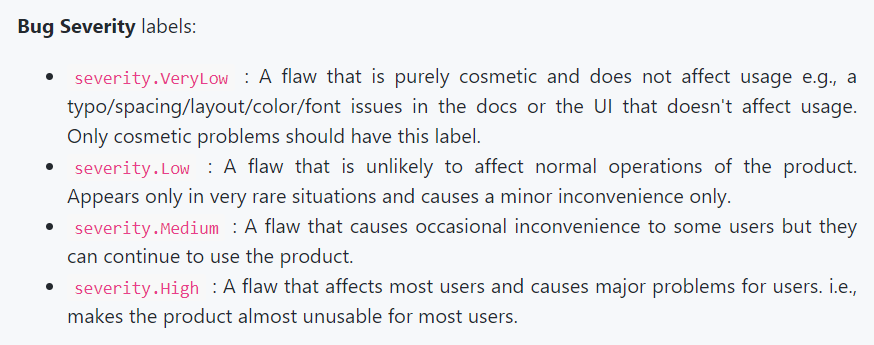 Bug Severity labels:
• severity.VeryLow : A flaw that is purely cosmetic and does not affect usage e.g., a
typo/spacing/layout/color/font issues in the docs or the UI that doesn't affect usage.
Only cosmetic problems should have this label.
• severity.Low : A flaw that is unlikely to affect normal operations of the product.
Appears only in very rare situations and causes a minor inconvenience only.
• severity.Medium : A flaw that causes occasional inconvenience to some users but they
can continue to use the product.
• severity.High : A flaw that affects most users and causes major problems for users. i.e.,
makes the product almost unusable for most users.